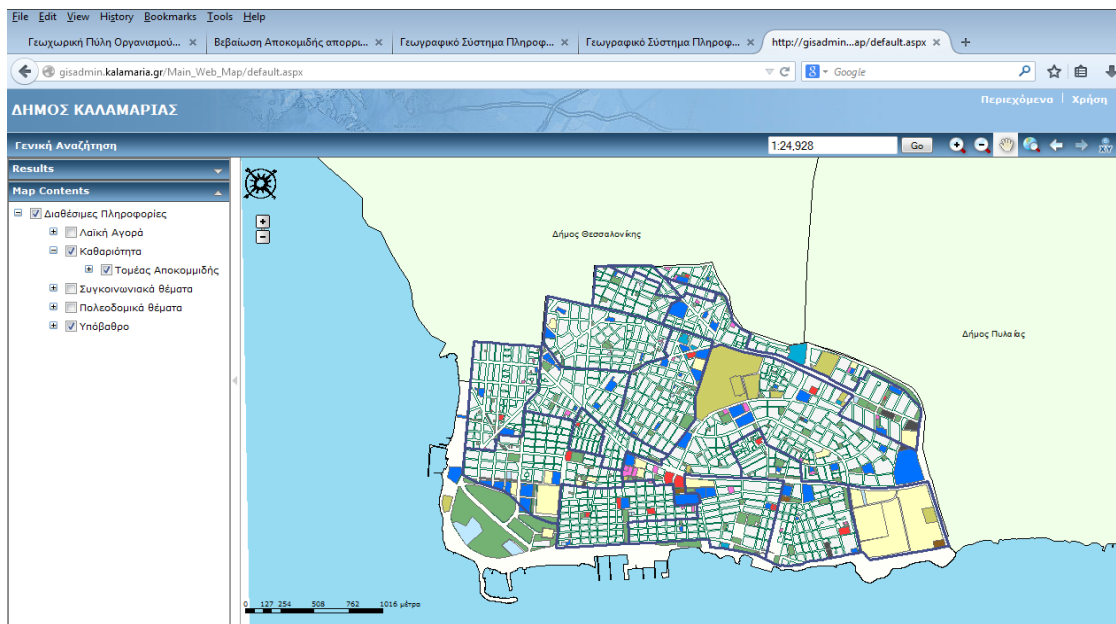 File Edit View History Bookmarks Tools Help
Γεωχωρική Πύλη Οργανισμού... × Βεβαίωση Αποκομιδής απορρι... × Γεωγραφικό Σύστημα Πληροφ... × Γεωγραφικό Σύστημα Πληροφ... × http://gisadmin...ap/default.aspx × +
gisadmin.kalamaria.gr/Main_Web_Map/default.aspx Google
ΔΗΜΟΣ ΚΑΛΑΜΑΡΙΑΣ Περιεχόμενα Χρήση
Γενική Αναζήτηση 1:24,928 Go XY
Results
Map Contents
Διαθέσιμες Πληροφορίες
Λαϊκή Αγορά
Καθαριότητα
Τομέας Αποκομμιδής
Συγκοινωνιακά θέματα
Πολεοδομικά θέματα
Υπόβαθρο
Δήμος Θεσσαλονίκης
Δήμος Πυλαίας
0 127 254 508 762 1016 μέτρα